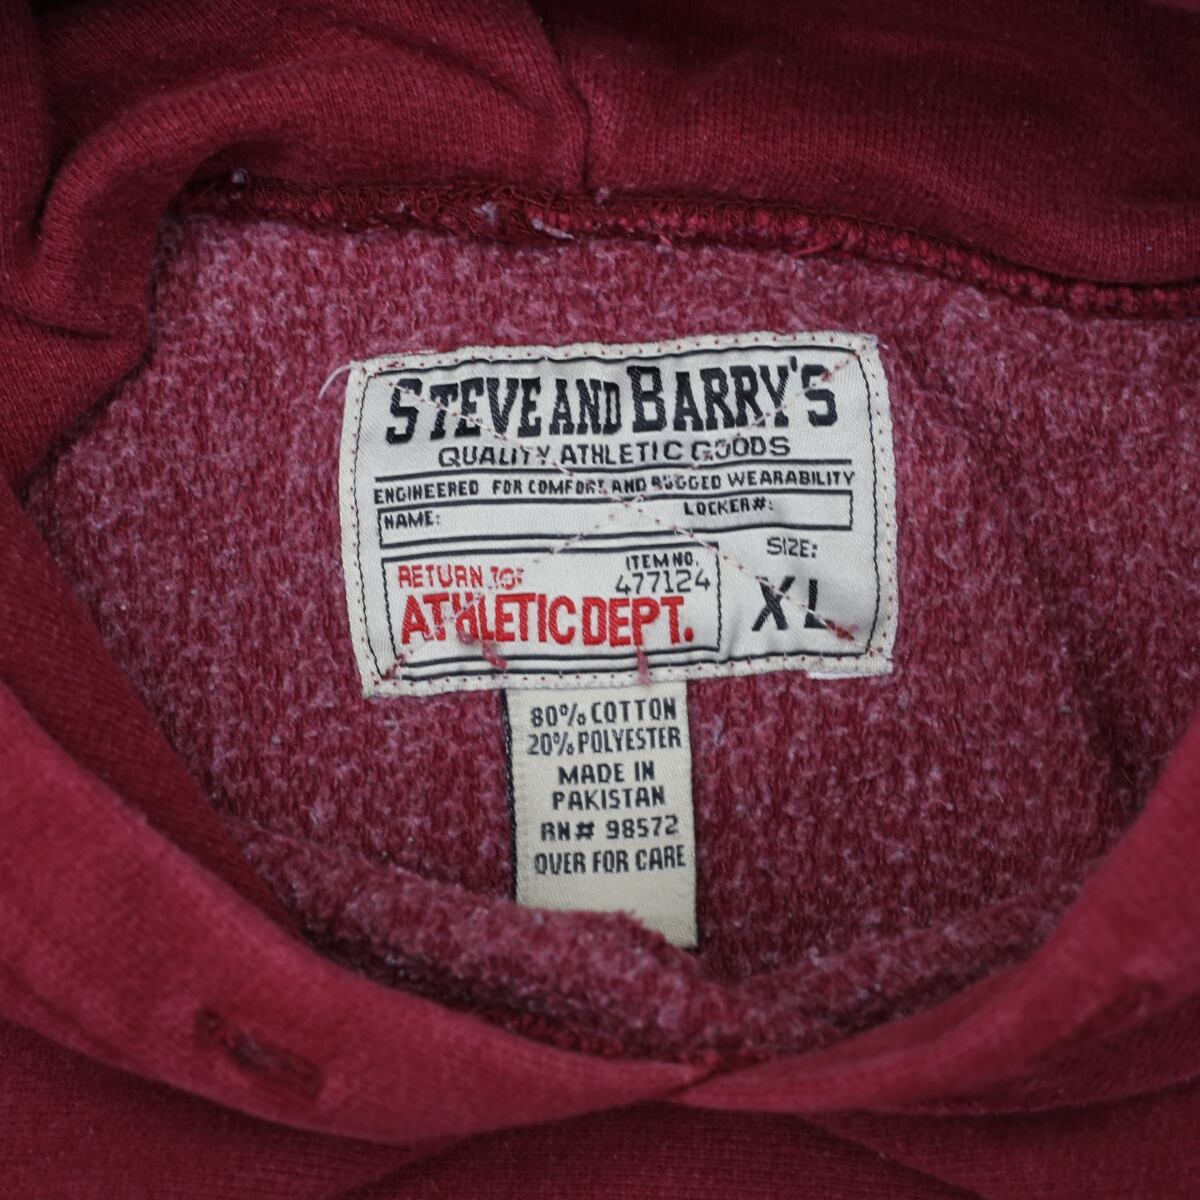 STEVE AND BARRY'S
QUALITY ATHLETIC GOODS
ENGINEERED FOR COMFORT AND RUGGED WEARABILITY
NAME: LOCKER#:
SIZE:
RETURN TO: ITEM NO.
477124
ATHLETIC DEPT. XL
80% COTTON
20% POLYESTER
MADE IN
PAKISTAN
RN# 98572
OVER FOR CARE